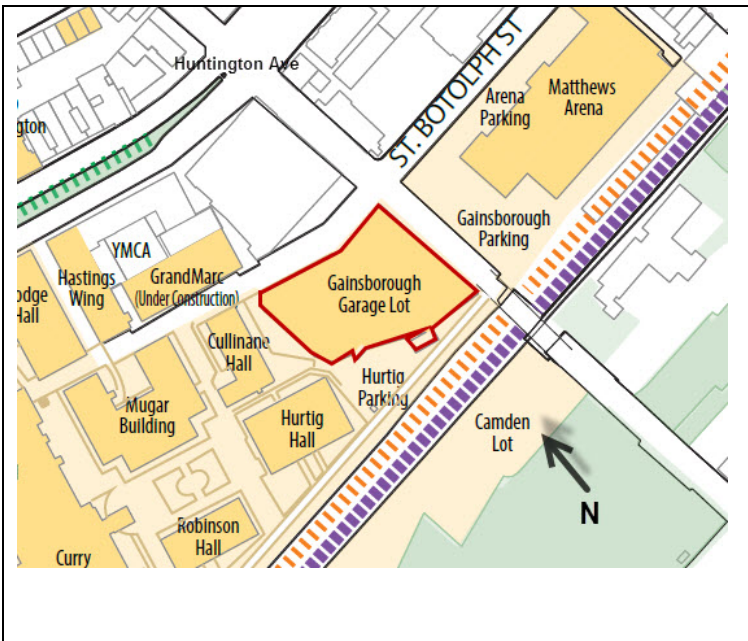 Huntington Ave
ST. BOTOLPH ST
Arena
Parking
Matthews
Arena
gton
Gainsborough
Parking
YMCA
Hastings
Wing
GrandMarc
(Under Construction)
odge
Hall
Gainsborough
Garage Lot
Cullinane
Hall
Hurtig
Parking
Mugar
Building
Hurtig
Hall
Camden
Lot
N
Robinson
Hall
Curry